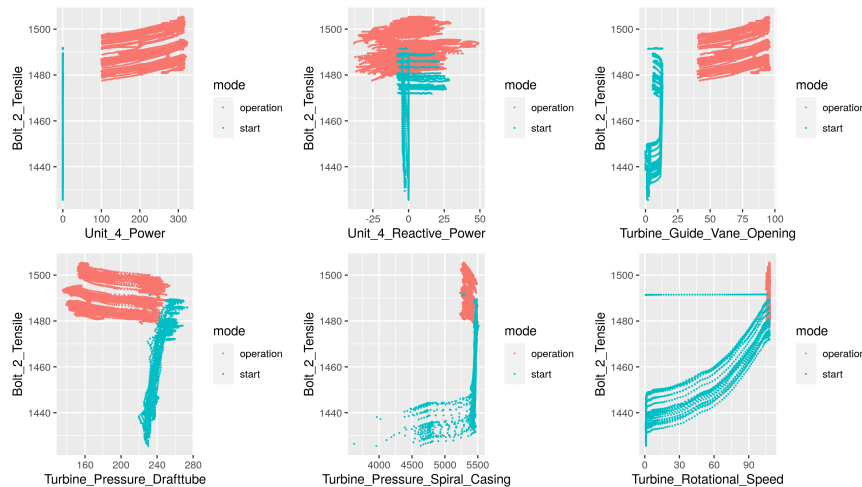 Bolt_2_Tensile
1500
1480
1460
1440
0 100 200 300
Unit_4_Power
mode
operation
start
Bolt_2_Tensile
1500
1480
1460
1440
-25 0 25 50
Unit_4_Reactive_Power
mode
operation
start
Bolt_2_Tensile
1500
1480
1460
1440
0 25 50 75 100
Turbine_Guide_Vane_Opening
mode
operation
start
Bolt_2_Tensile
1500
1480
1460
1440
160 200 240 280
Turbine_Pressure_Drafttube
mode
operation
start
Bolt_2_Tensile
1500
1480
1460
1440
4000 4500 5000 5500
Turbine_Pressure_Spiral_Casing
mode
operation
start
Bolt_2_Tensile
1500
1480
1460
1440
0 30 60 90
Turbine_Rotational_Speed
mode
operation
start